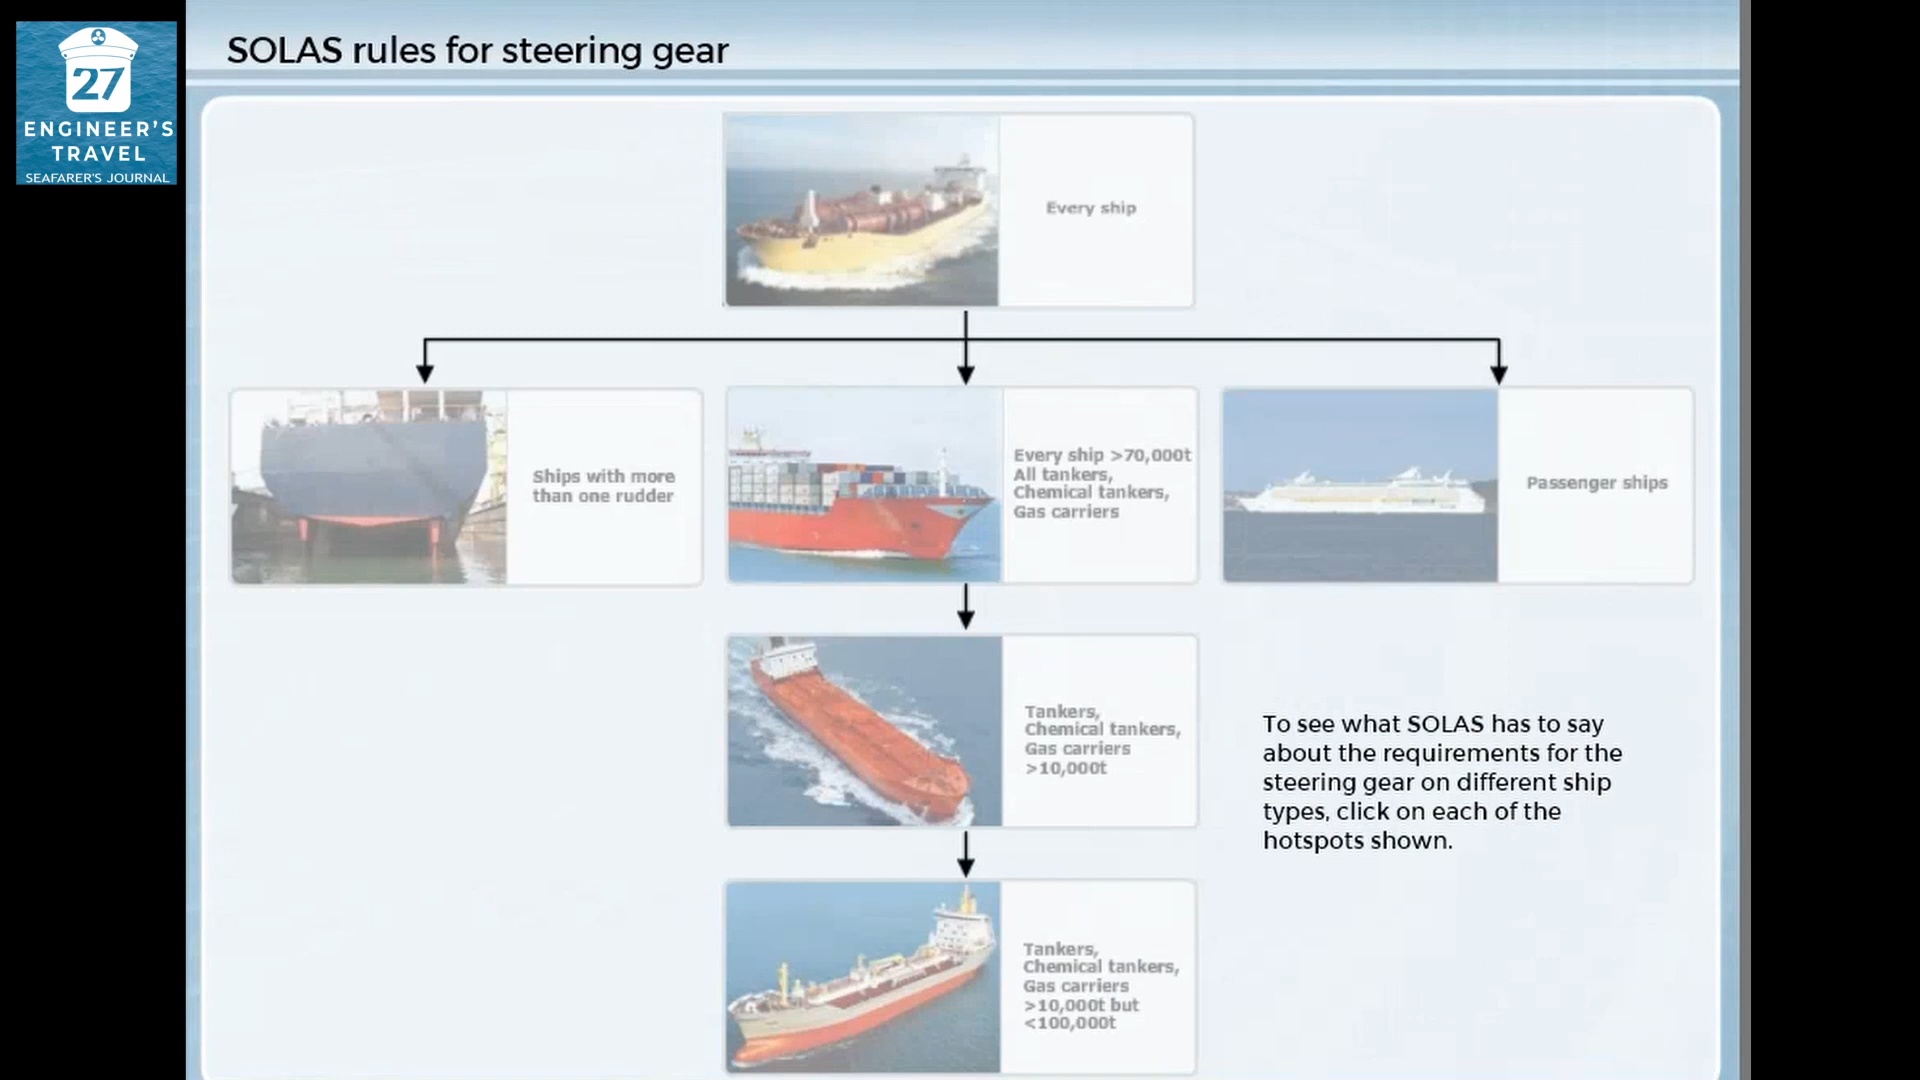 27
ENGINEER'S
TRAVEL
SEAFARER'S JOURNAL
SOLAS rules for steering gear
Every ship
Ships with more
than one rudder
Every ship >70,000t
All tankers,
Chemical tankers,
Gas carriers
Passenger ships
Tankers,
Chemical tankers,
Gas carriers
>10,000t
To see what SOLAS has to say
about the requirements for the
steering gear on different ship
types, click on each of the
hotspots shown.
Tankers,
Chemical tankers,
Gas carriers
>10,000t but
<100,000t